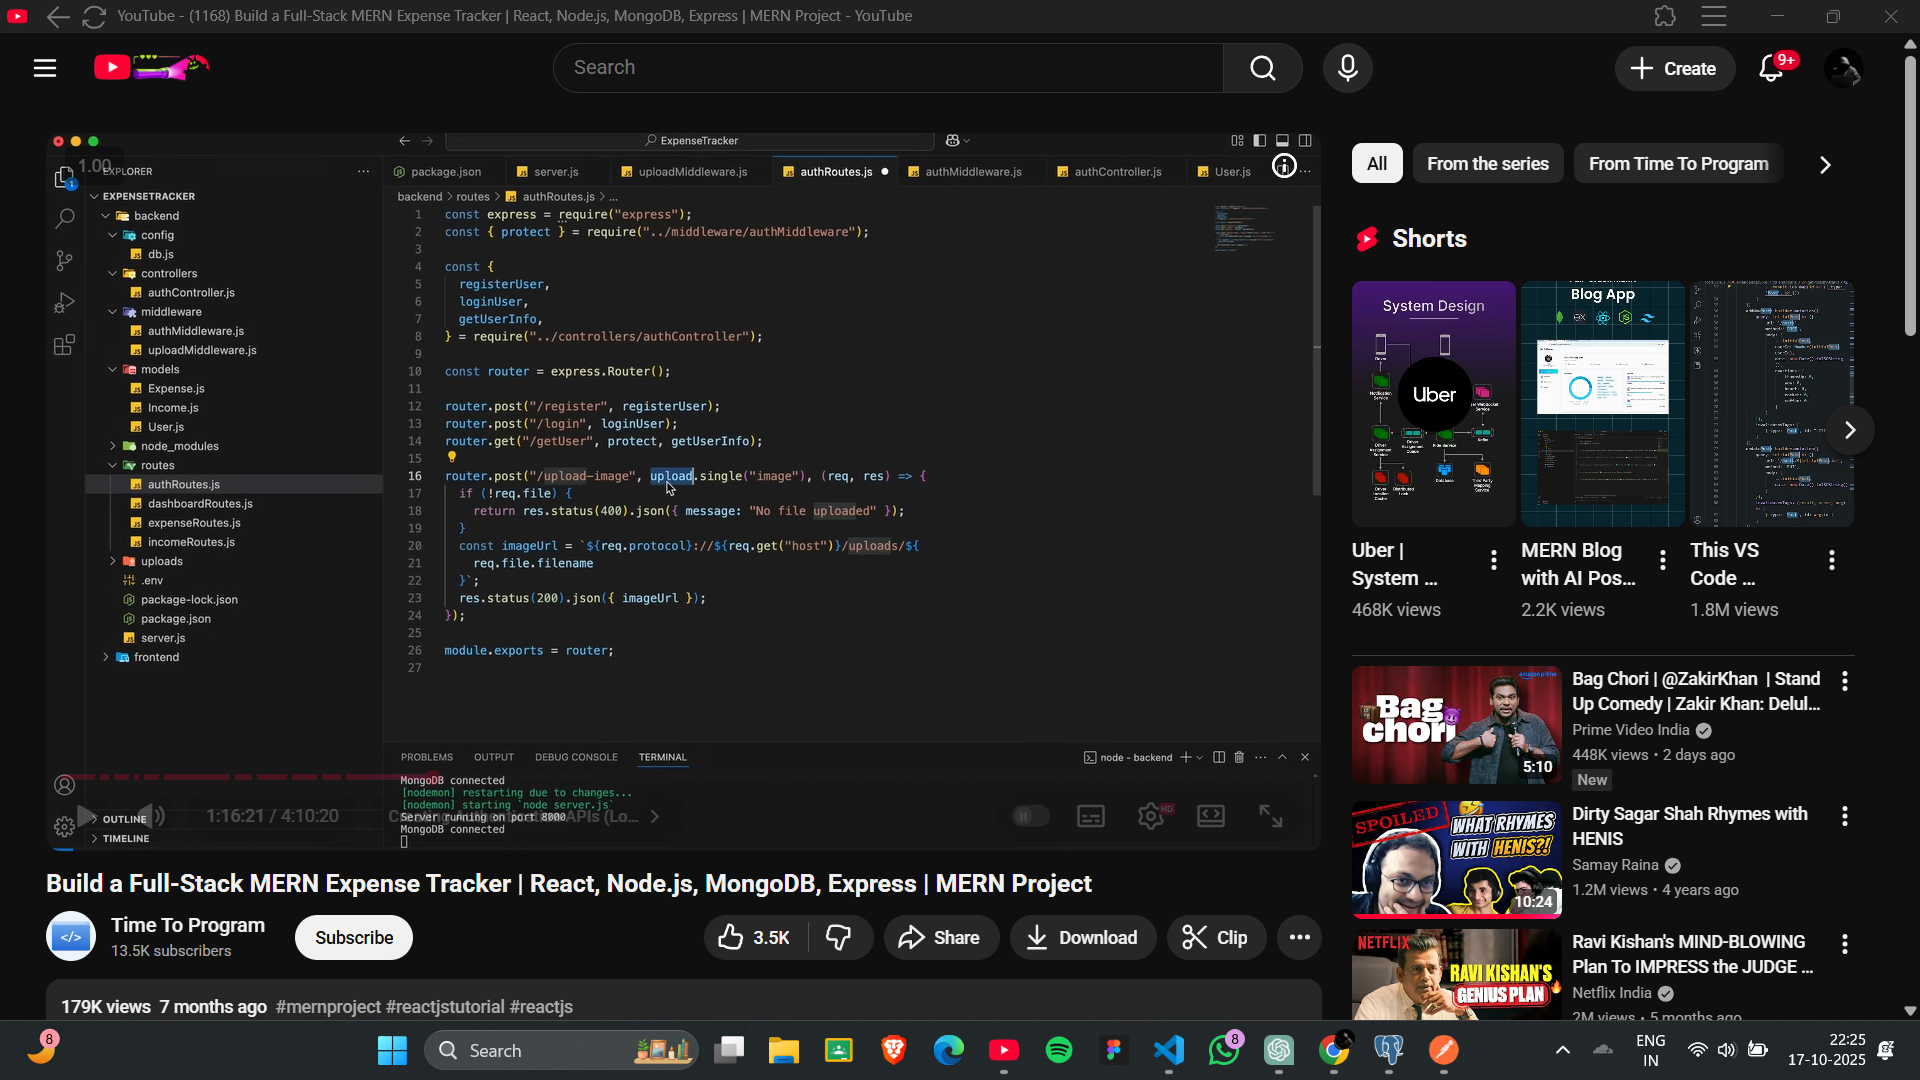 YouTube - (1168) Build a Full-Stack MERN Expense Tracker | React, Node.js, MongoDB, Express | MERN Project - YouTube
Search
Create
9+
1.00
ExpenseTracker
EXPLORER
package.json
server.js
uploadMiddleware.js
authRoutes.js
authMiddleware.js
authController.js
User.js
EXPENSETRACKER
backend
config
db.js
controllers
authController.js
middleware
authMiddleware.js
uploadMiddleware.js
models
Expense.js
Income.js
User.js
node_modules
routes
authRoutes.js
dashboardRoutes.js
expenseRoutes.js
incomeRoutes.js
uploads
.env
package-lock.json
package.json
server.js
frontend
OUTLINE
TIMELINE
backend > routes > authRoutes.js > ...
1 const express = require("express");
2 const { protect } = require("../middleware/authMiddleware");
3
4 const {
5 registerUser,
6 loginUser,
7 getUserInfo,
8 } = require("../controllers/authController");
9
10 const router = express.Router();
11
12 router.post("/register", registerUser);
13 router.post("/login", loginUser);
14 router.get("/getUser", protect, getUserInfo);
15
16 router.post("/upload-image", upload.single("image"), (req, res) => {
17 if (!req.file) {
18 return res.status(400).json({ message: "No file uploaded" });
19 }
20 const imageUrl = `${req.protocol}://${req.get("host")}/uploads/${
21 req.file.filename
22 }`;
23 res.status(200).json({ imageUrl });
24 });
25
26 module.exports = router;
27
PROBLEMS OUTPUT DEBUG CONSOLE TERMINAL
node - backend
MongoDB connected
[nodemon] restarting due to changes...
[nodemon] starting `node server.js`
Server running on port 8000
MongoDB connected
1:16:21 / 4:10:20
HD
Build a Full-Stack MERN Expense Tracker | React, Node.js, MongoDB, Express | MERN Project
Time To Program
13.5K subscribers
Subscribe
3.5K
Share
Download
Clip
179K views 7 months ago #mernproject #reactjstutorial #reactjs
All
From the series
From Time To Program
Shorts
System Design
Uber
Blog App
Uber |
System ...
468K views
MERN Blog
with AI Pos...
2.2K views
This VS
Code ...
1.8M views
amazon prime
Bag
chori
5:10
Bag Chori | @ZakirKhan | Stand
Up Comedy | Zakir Khan: Delul...
Prime Video India
448K views • 2 days ago
New
SPOILED
WHAT RHYMES
WITH HENIS?!
10:24
Dirty Sagar Shah Rhymes with
HENIS
Samay Raina
1.2M views • 4 years ago
NETFLIX
RAVI KISHAN'S
GENIUS PLAN
Ravi Kishan's MIND-BLOWING
Plan To IMPRESS the JUDGE ...
Netflix India
2M views • 5 months ago
8
Search
8
ENG
IN
22:25
17-10-2025